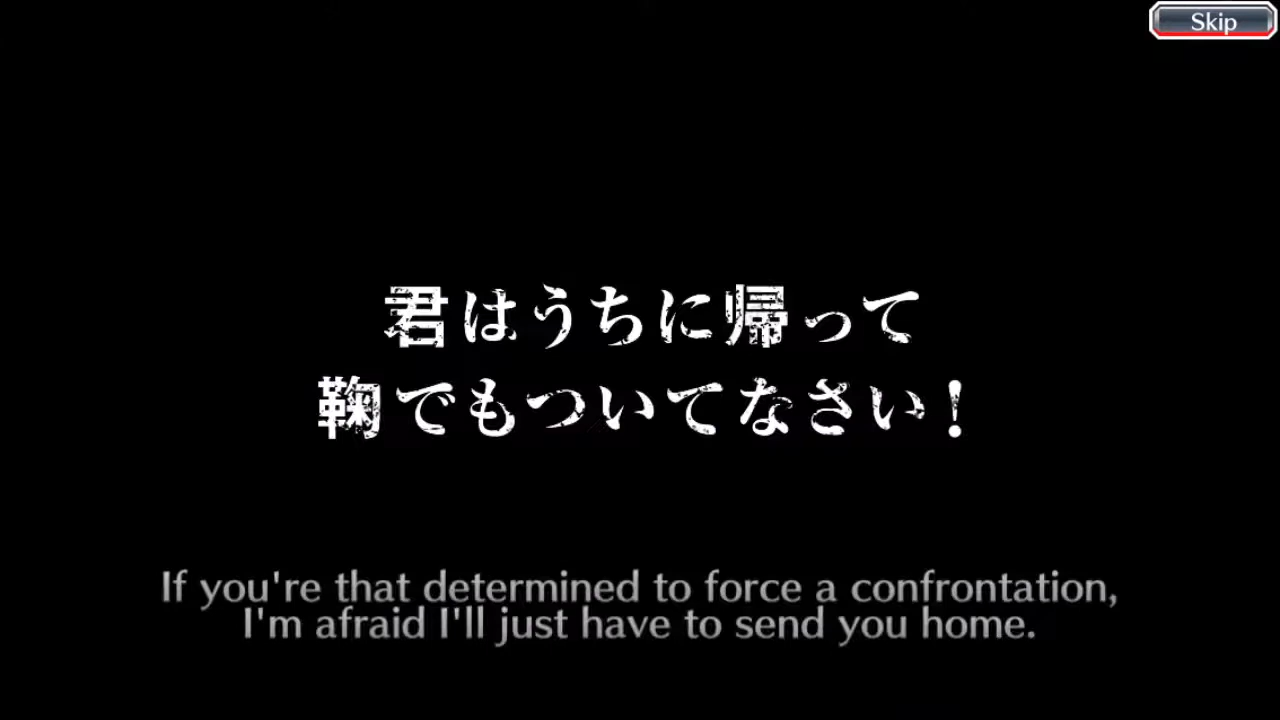 Skip
君はうちに帰って
鞠でもついてなさい！
If you're that determined to force a confrontation,
I'm afraid I'll just have to send you home.